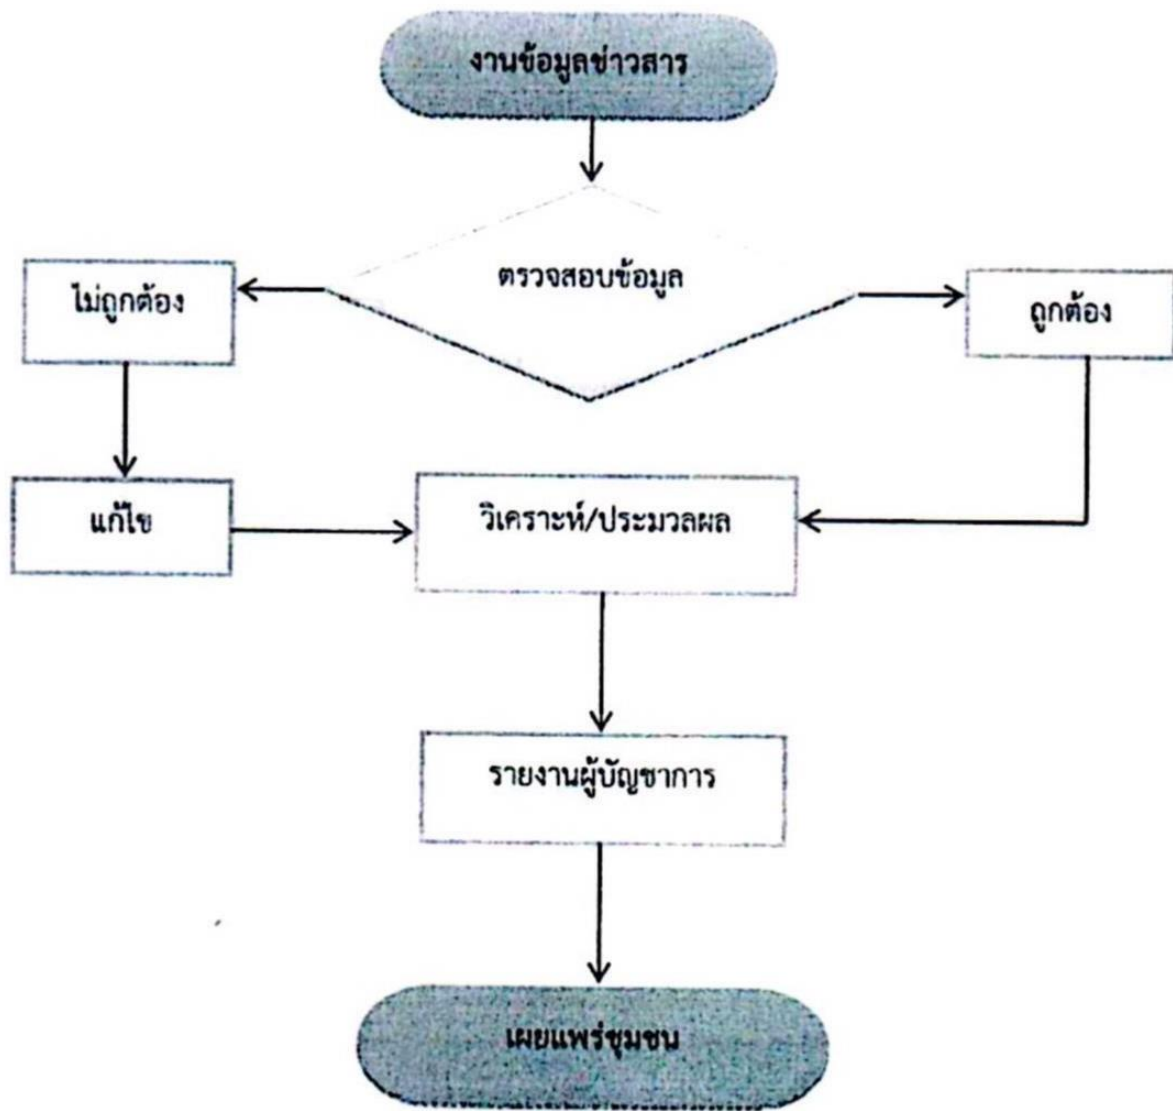 งานข้อมูลข่าวสาร
ตรวจสอบข้อมูล
ไม่ถูกต้อง
ถูกต้อง
แก้ไข
วิเคราะห์/ประมวลผล
รายงานผู้บัญชาการ
เผยแพร่ชุมชน